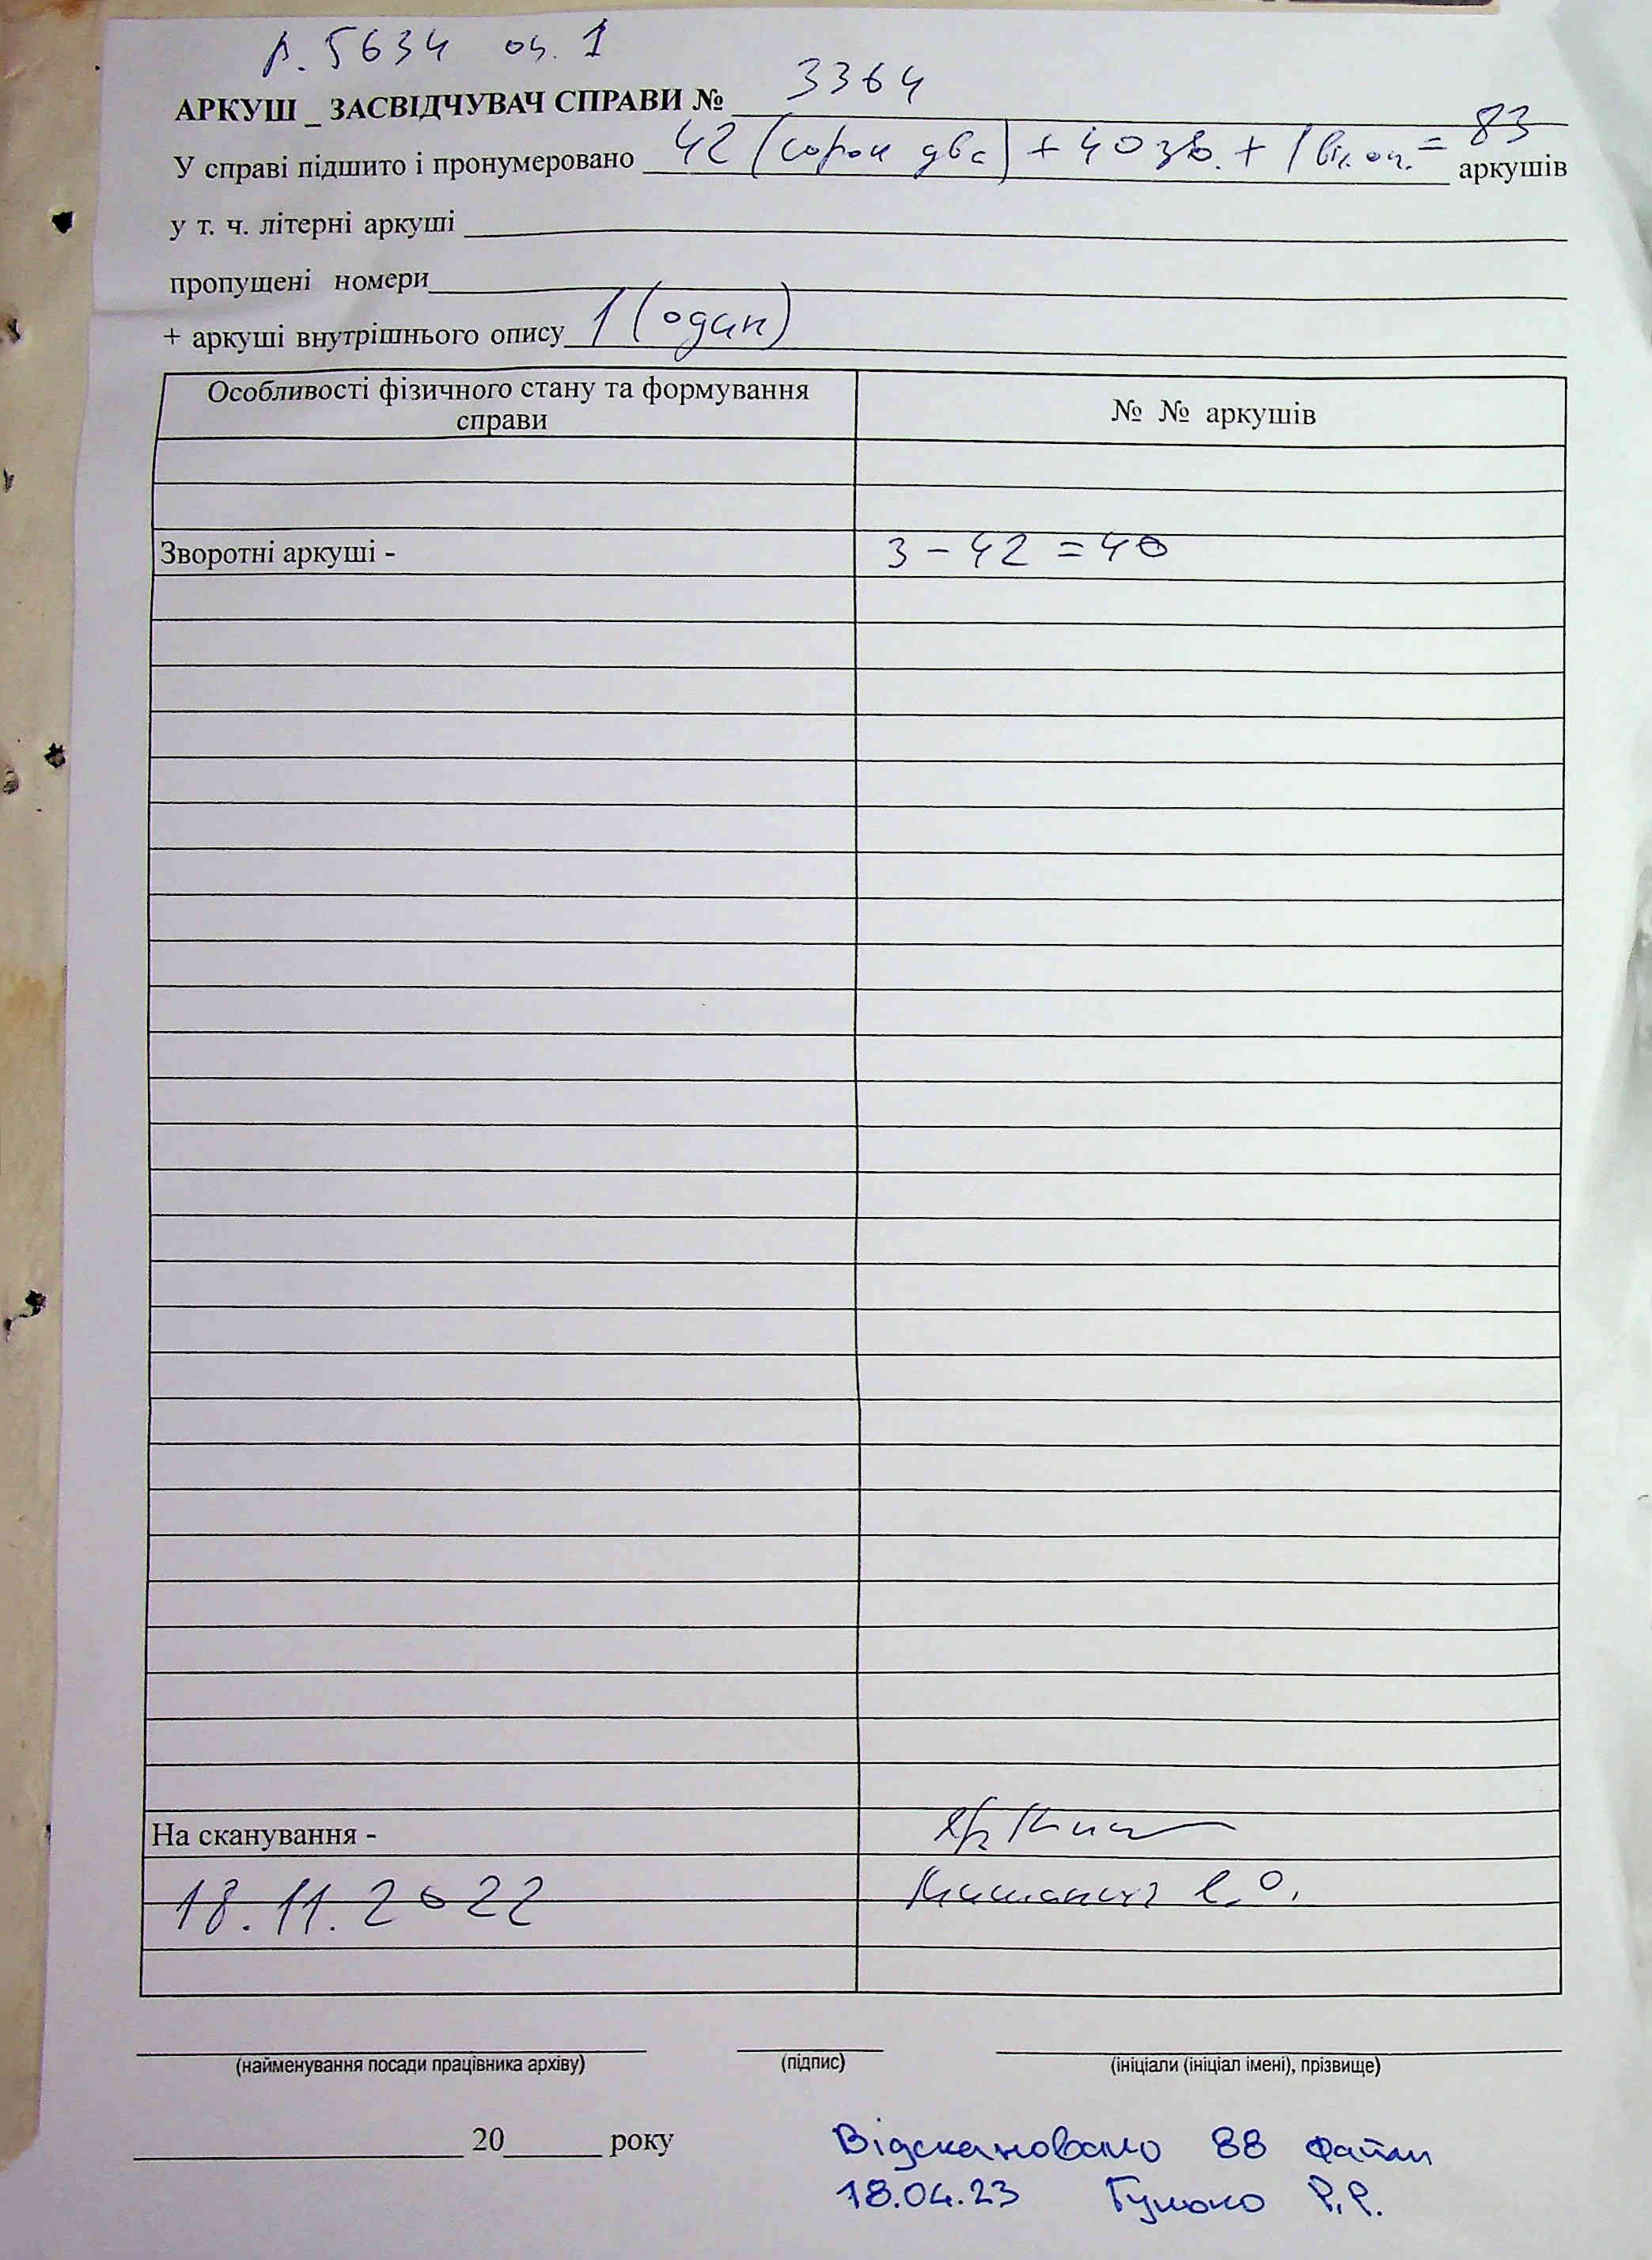 р. 5634 оп. 1
АРКУШ _ ЗАСВІДЧУВАЧ СПРАВИ № 3364
У справі підшито і пронумеровано 42 (сорок два) + 40 зв. + 1 вн. оп. = 83 аркушів
у т. ч. літерні аркуші
пропущені номери
+ аркуші внутрішнього опису 1 (один)
Особливості фізичного стану та формування справи
№ № аркушів
Зворотні аркуші - 3 – 42 = 40
На сканування -
18.11.2022
(найменування посади працівника архіву) (підпис) (ініціали (ініціал імені), прізвище)
20 року
Відскановано 88 файли
18.04.23 Р.Р.